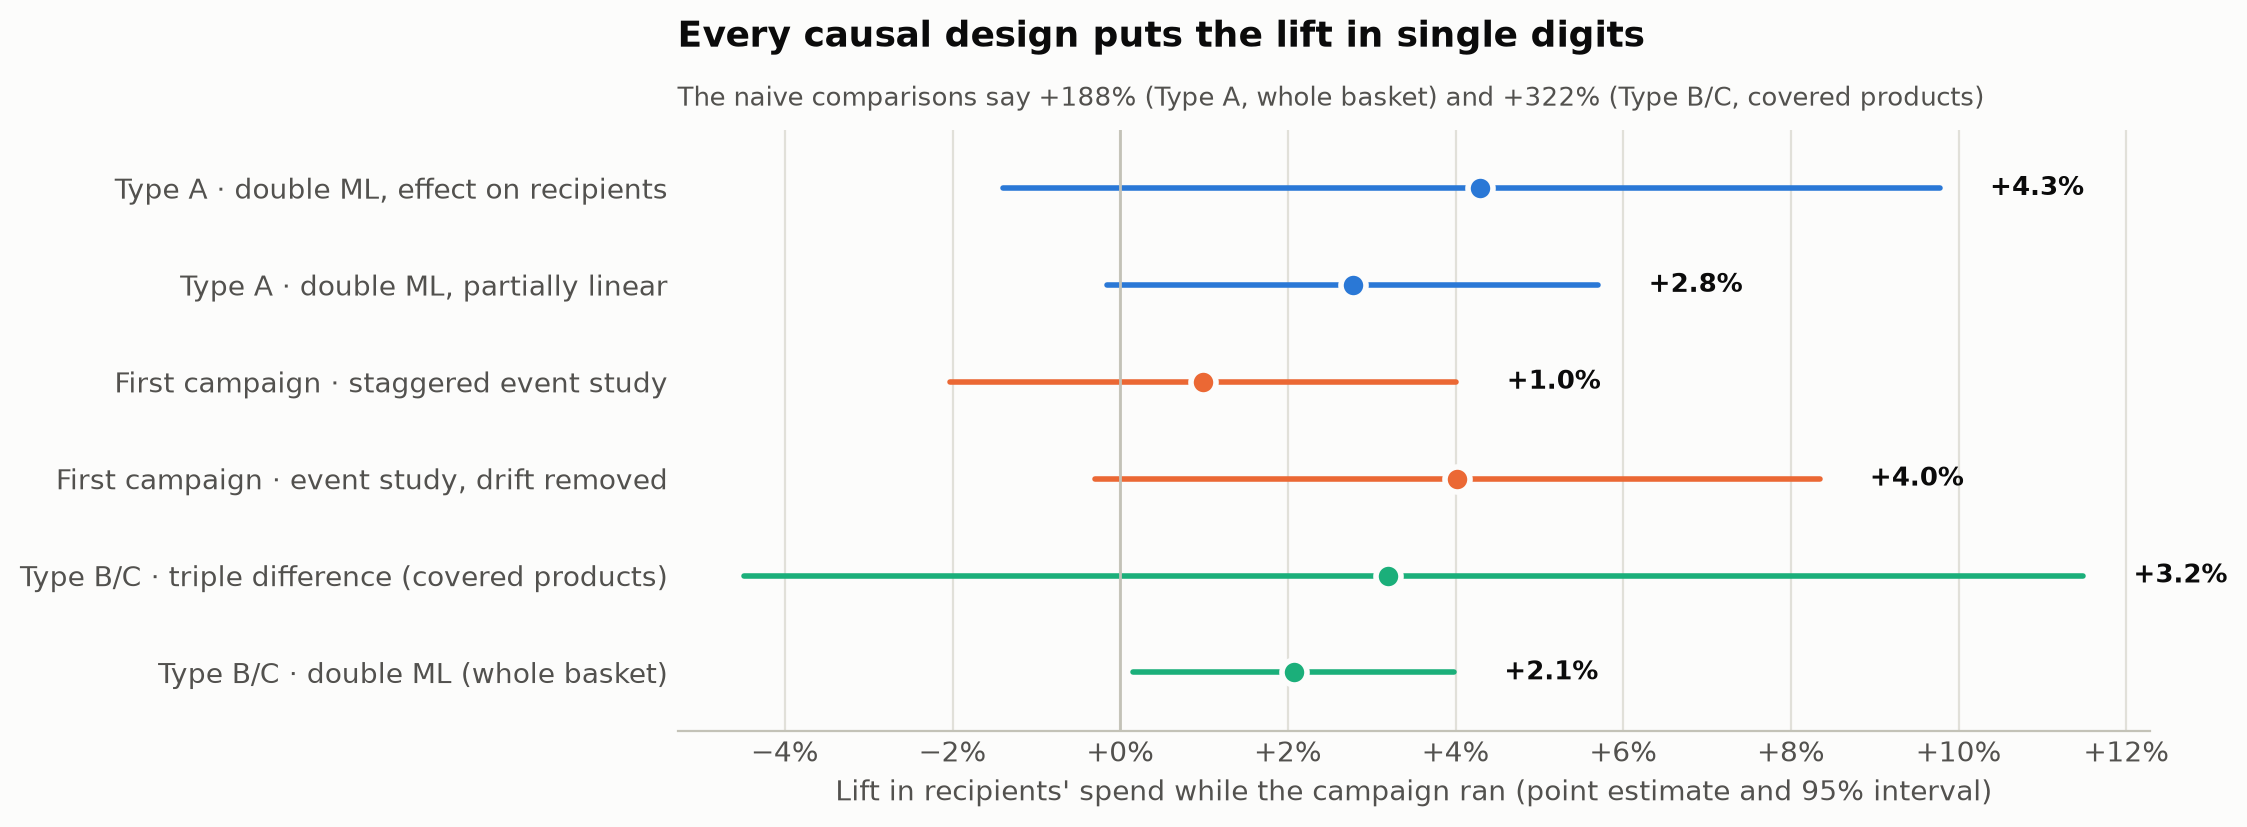 Every causal design puts the lift in single digits
The naive comparisons say +188% (Type A, whole basket) and +322% (Type B/C, covered products)
Type A · double ML, effect on recipients
+4.3%
Type A · double ML, partially linear
+2.8%
First campaign · staggered event study
+1.0%
First campaign · event study, drift removed
+4.0%
Type B/C · triple difference (covered products)
+3.2%
Type B/C · double ML (whole basket)
+2.1%
−4% −2% +0% +2% +4% +6% +8% +10% +12%
Lift in recipients' spend while the campaign ran (point estimate and 95% interval)